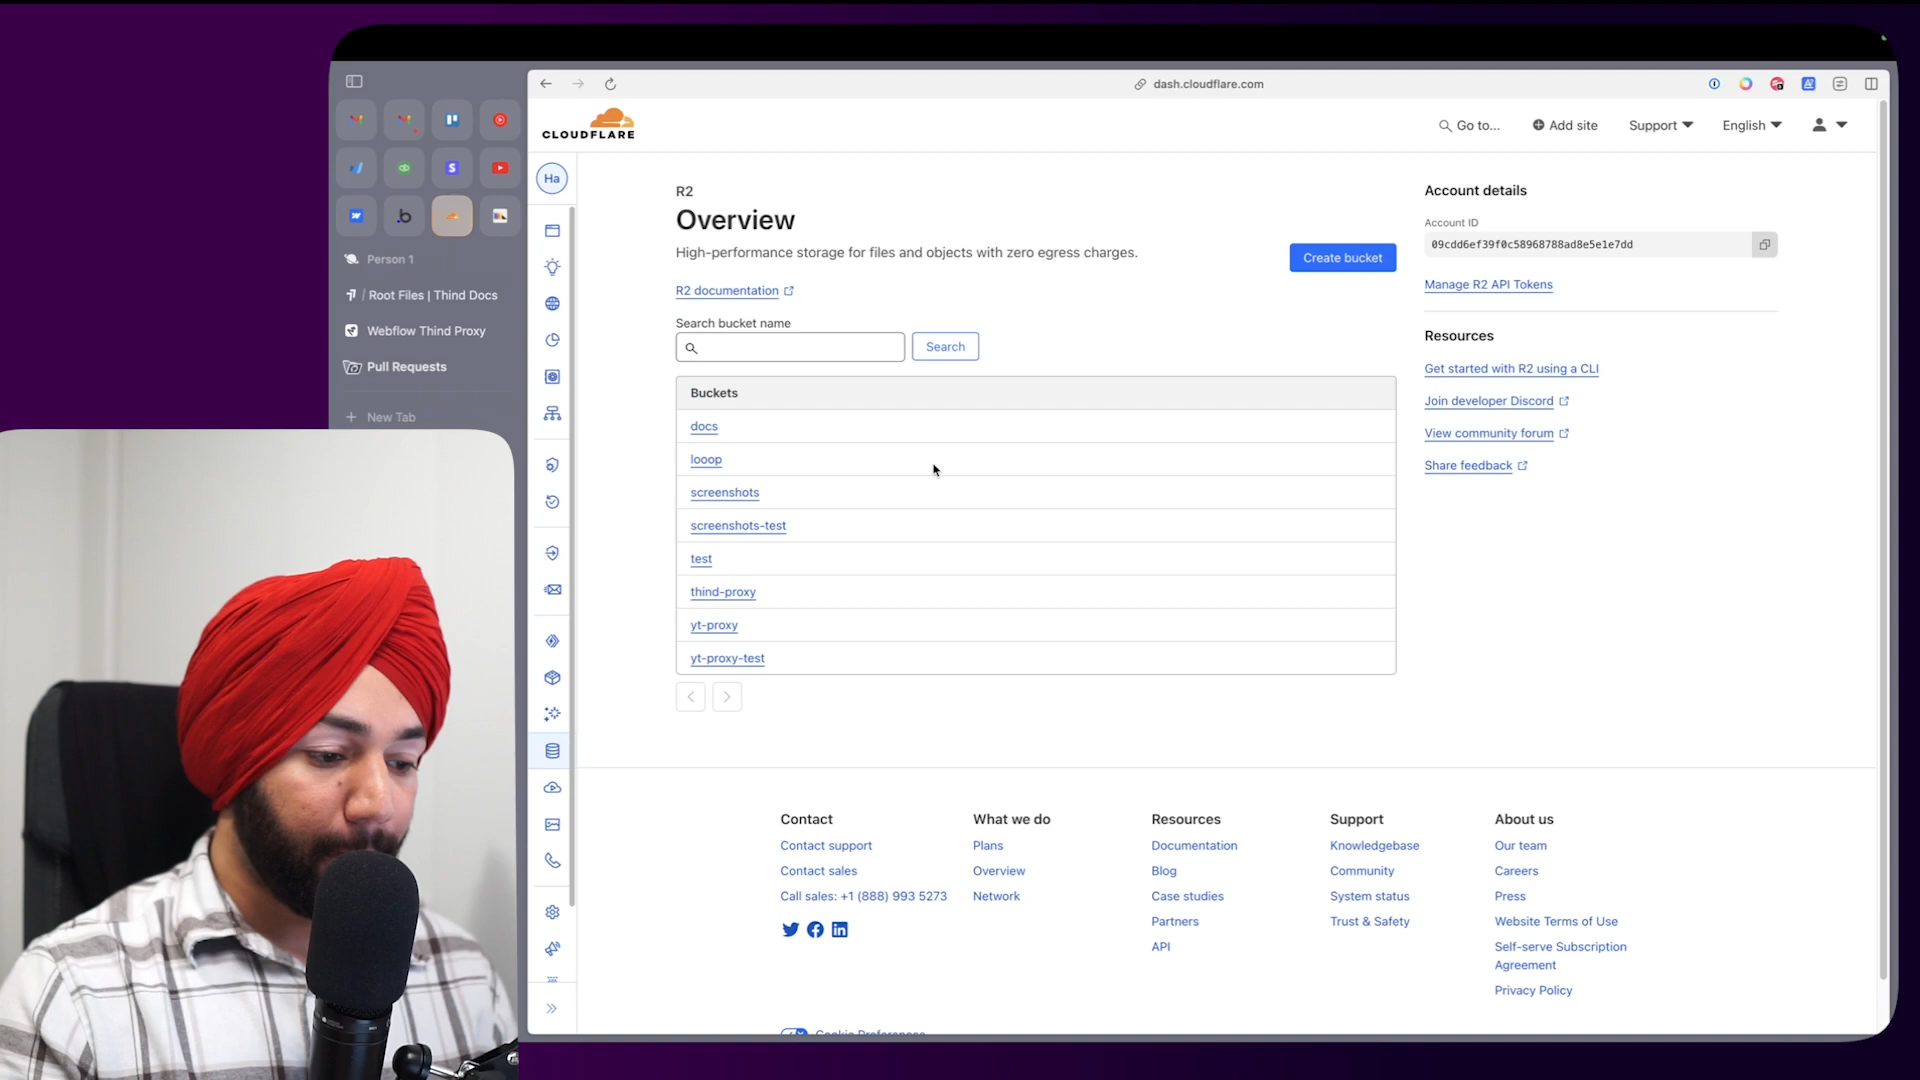 dash.cloudflare.com
CLOUDFLARE
Go to...
Add site
Support
English
Ha
Person 1
/ Root Files | Thind Docs
Webflow Thind Proxy
Pull Requests
New Tab
R2
Overview
High-performance storage for files and objects with zero egress charges.
Create bucket
R2 documentation
Search bucket name
Search
Buckets
docs
looop
screenshots
screenshots-test
test
thind-proxy
yt-proxy
yt-proxy-test
Account details
Account ID
09cdd6ef39f0c58968788ad8e5e1e7dd
Manage R2 API Tokens
Resources
Get started with R2 using a CLI
Join developer Discord
View community forum
Share feedback
Contact
Contact support
Contact sales
Call sales: +1 (888) 993 5273
What we do
Plans
Overview
Network
Resources
Documentation
Blog
Case studies
Partners
API
Support
Knowledgebase
Community
System status
Trust & Safety
About us
Our team
Careers
Press
Website Terms of Use
Self-serve Subscription
Agreement
Privacy Policy
Cookie Preferences